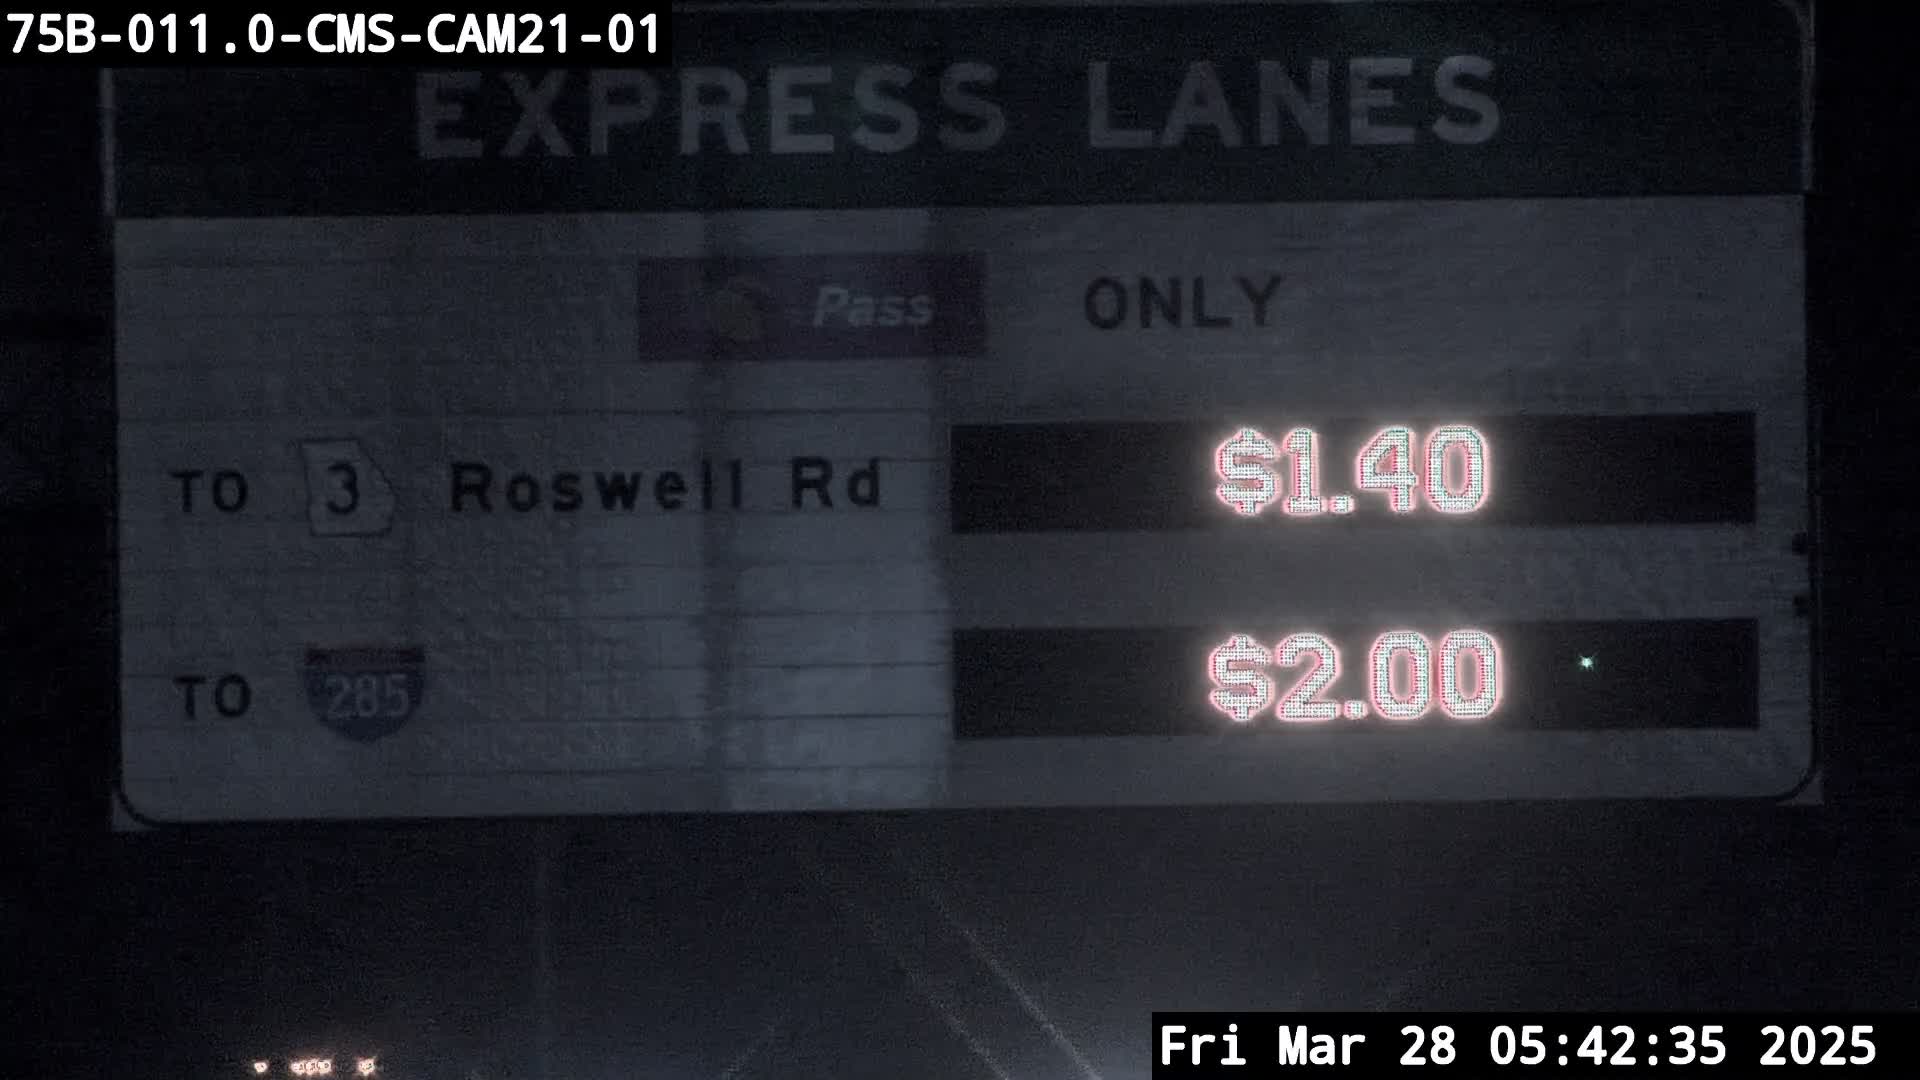 75B-011.0-CMS-CAM21-01
EXPRESS LANES
Pass ONLY
TO 3 Roswell Rd $1.40
TO 285 $2.00
Fri Mar 28 05:42:35 2025